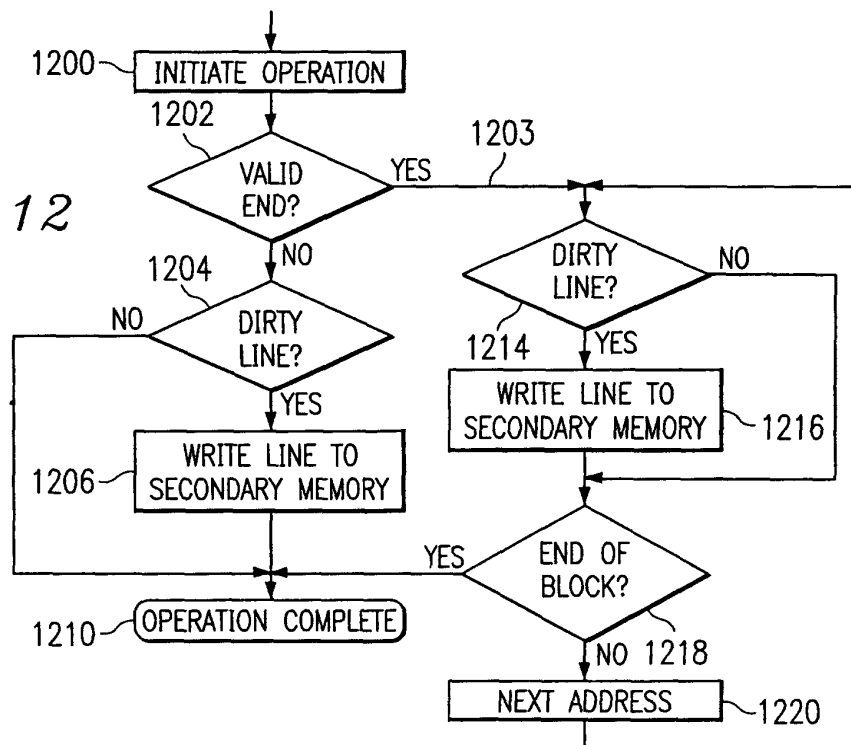 1200
INITIATE OPERATION
1202
VALID
END?
YES
1203
12
NO
1204
DIRTY
LINE?
NO
YES
DIRTY
LINE?
NO
1214
YES
WRITE LINE TO
SECONDARY MEMORY
1206
WRITE LINE TO
SECONDARY MEMORY
1216
YES
END OF
BLOCK?
1210
OPERATION COMPLETE
NO
1218
NEXT ADDRESS
1220